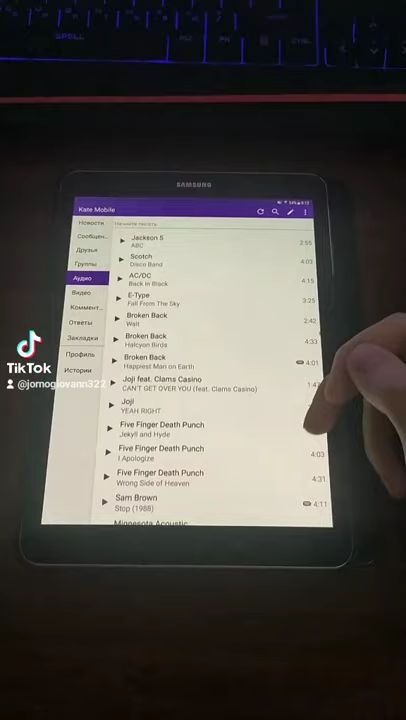 SAMSUNG
Kate Mobile
Новости
Сообщен..
Друзья
Группы
Аудио
Видео
Коммент..
Ответы
Закладки
Профиль
Истории
Начните писать
Jackson 5
ABC
2:55
Scotch
Disco Band
4:03
AC/DC
Back In Black
4:15
E-Type
Fall From The Sky
3:25
Broken Back
Wait
2:42
Broken Back
Halcyon Birds
4:33
Broken Back
Happiest Man on Earth
4:01
Joji feat. Clams Casino
CAN'T GET OVER YOU (feat. Clams Casino)
Joji
YEAH RIGHT
Five Finger Death Punch
Jekyll and Hyde
Five Finger Death Punch
I Apologize
4:03
Five Finger Death Punch
Wrong Side of Heaven
4:31
Sam Brown
Stop (1988)
4:11
Minnesota Acoustic
TikTok
@jomogiovann322